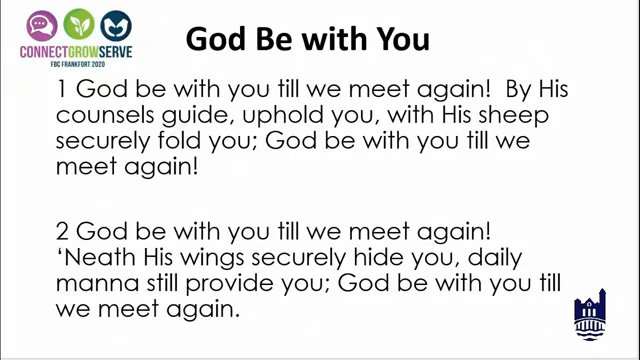 CONNECTGROWSERVE
FBC FRANKFORT 2020
God Be with You
1 God be with you till we meet again!  By His
counsels guide, uphold you, with His sheep
securely fold you; God be with you till we
meet again!
2 God be with you till we meet again!
‘Neath His wings securely hide you, daily
manna still provide you; God be with you till
we meet again.